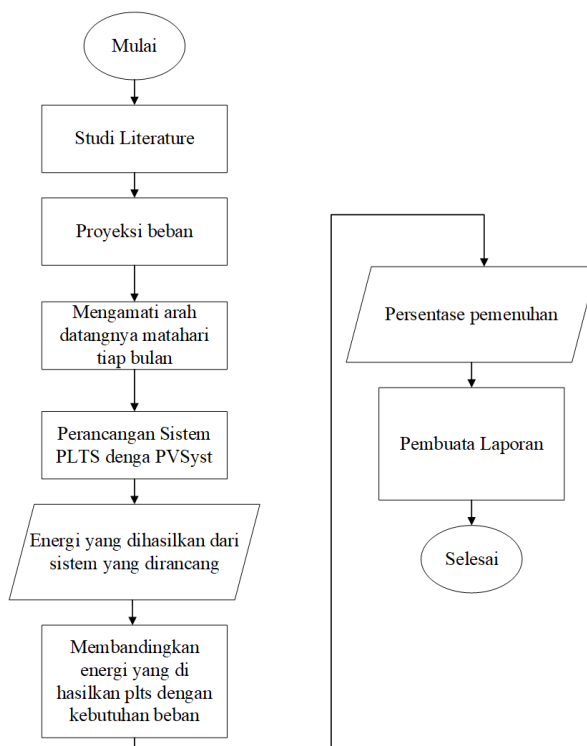 Mulai
Studi Literature
Proyeksi beban
Mengamati arah
datangnya matahari
tiap bulan
Perancangan Sistem
PLTS denga PVSyst
Energi yang dihasilkan dari
sistem yang dirancang
Membandingkan
energi yang di
hasilkan plts dengan
kebutuhan beban
Persentase pemenuhan
Pembuata Laporan
Selesai